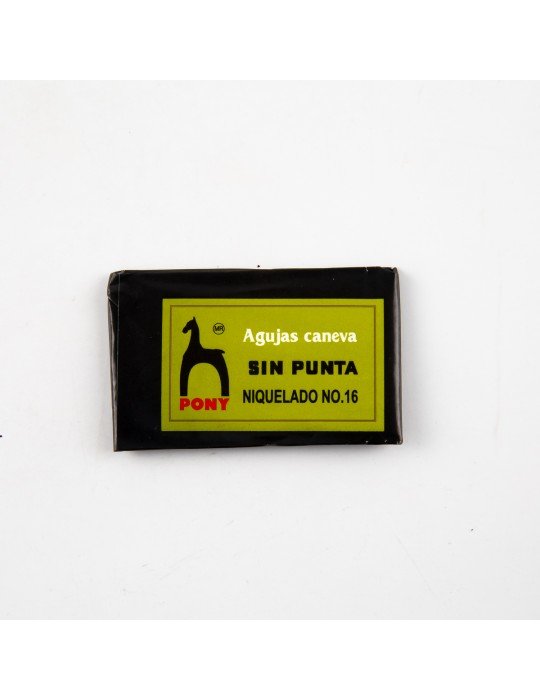 MR
Agujas caneva
SIN PUNTA
PONY
NIQUELADO NO.16